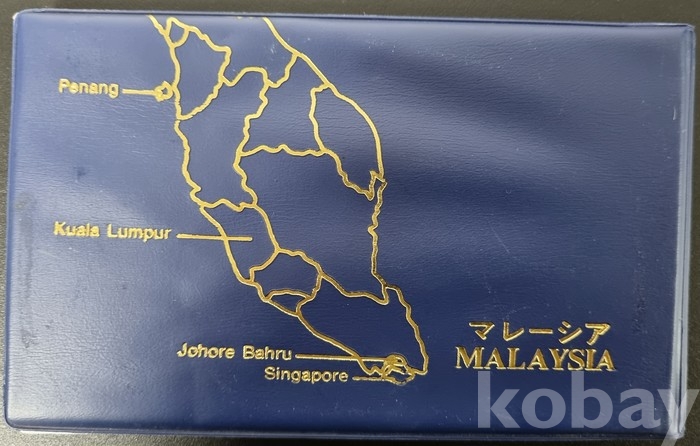 Penang
Kuala Lumpur
Johore Bahru
Singapore
マレーシア
MALAYSIA
kobay